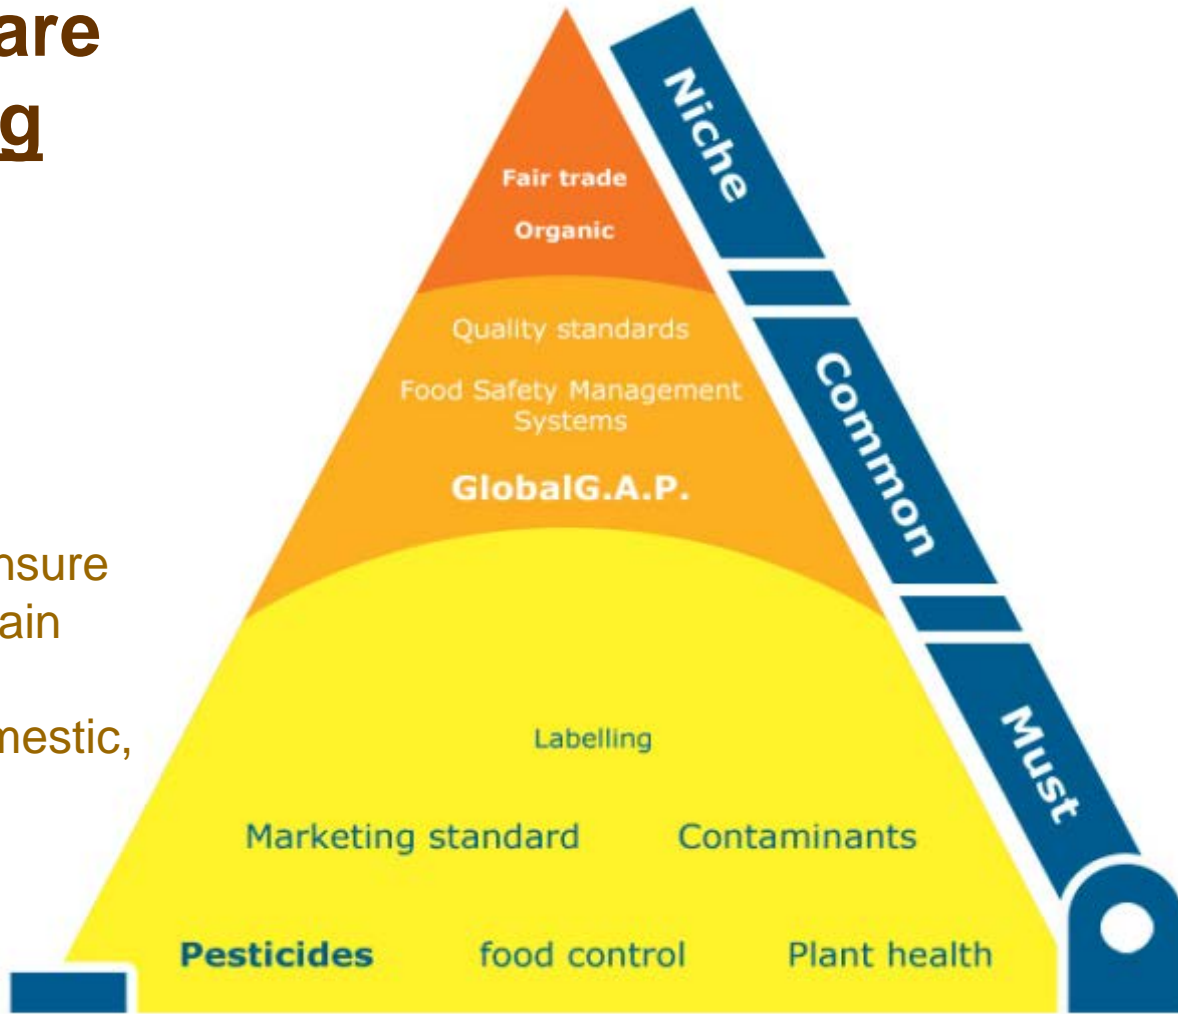 are
g
nsure
ain
mestic,
Fair trade
Organic
Quality standards
Food Safety Management
Systems
GlobalG.A.P.
Labelling
Marketing standard Contaminants
Pesticides food control Plant health
Niche
Common
Must